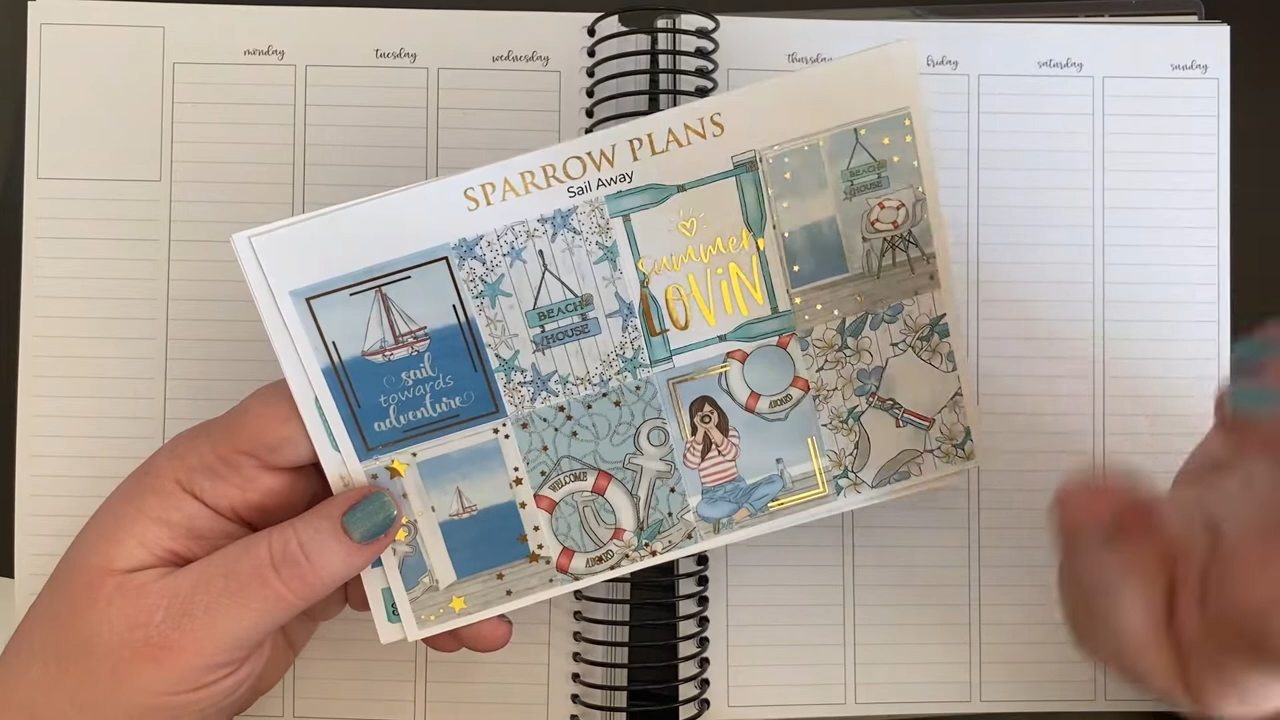 monday
tuesday
wednesday
thursday
friday
saturday
sunday
SPARROW PLANS
Sail Away
sail
towards
adventure
BEACH
HOUSE
summer
LOVIN
BEACH
HOUSE
WELCOME
ABOARD
ABOARD